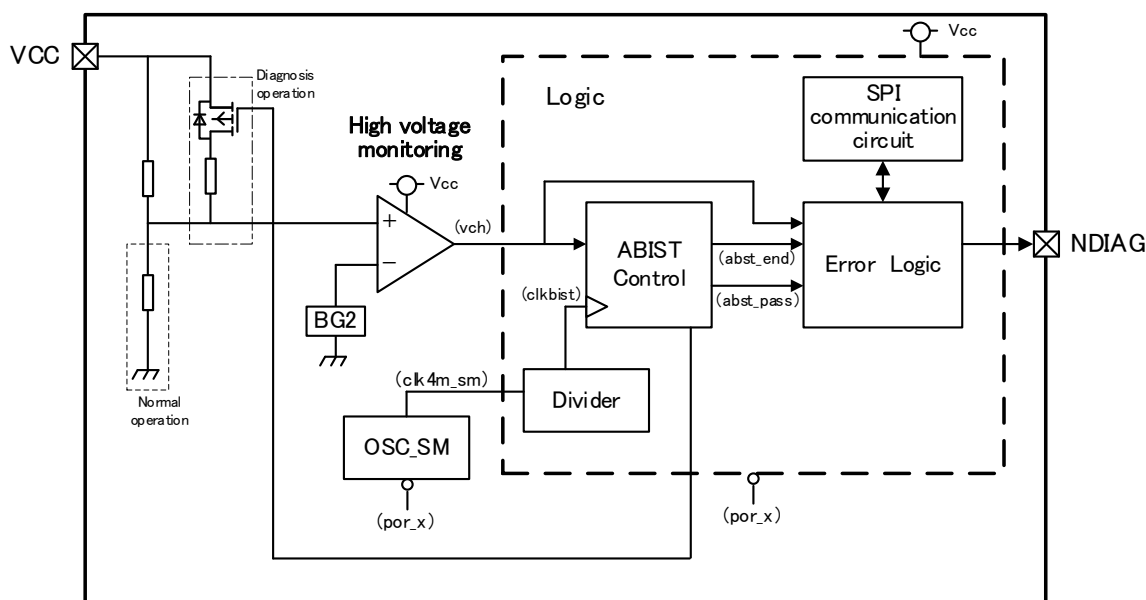 VCC
Diagnosis
operation
High voltage
monitoring
Vcc
+
−
BG2
(vch)
Normal
operation
(clk4m_sm)
OSC_SM
(por_x)
Vcc
Logic
SPI
communication
circuit
ABIST
Control
(clkbist)
(abst_end)
(abst_pass)
Error Logic
Divider
(por_x)
NDIAG